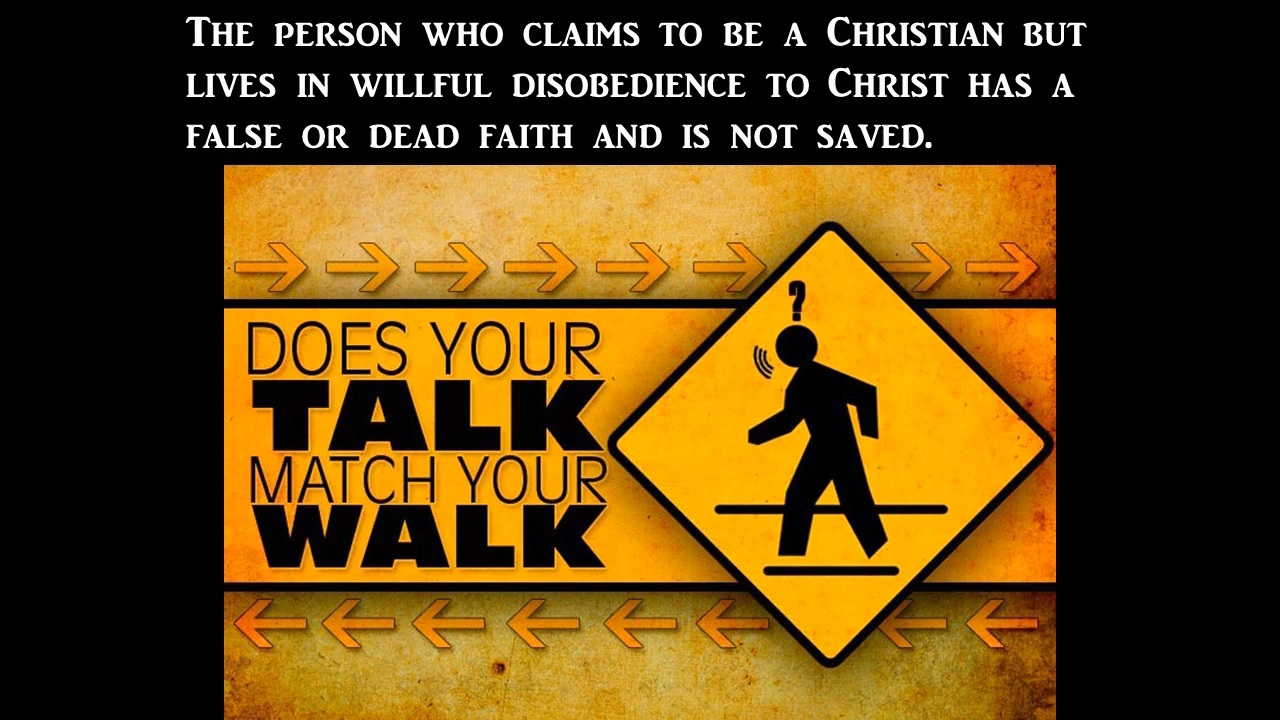 The person who claims to be a Christian but
lives in willful disobedience to Christ has a
false or dead faith and is not saved.
DOES YOUR
TALK
MATCH YOUR
WALK
?